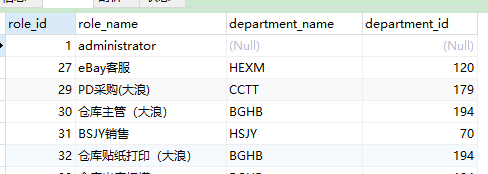 role_id role_name department_name department_id
1 administrator (Null) (Null)
27 eBay客服 HEXM 120
29 PD采购(大浪) CCTT 179
30 仓库主管（大浪） BGHB 194
31 BSJY销售 HSJY 70
32 仓库贴纸打印（大浪） BGHB 194